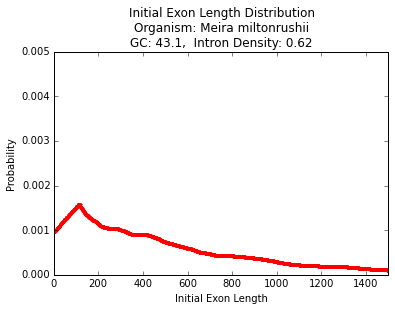 Initial Exon Length Distribution
Organism: Meira miltonrushii
GC: 43.1,  Intron Density: 0.62
0.005
0.004
0.003
0.002
0.001
0.000
Probability
0 200 400 600 800 1000 1200 1400
Initial Exon Length